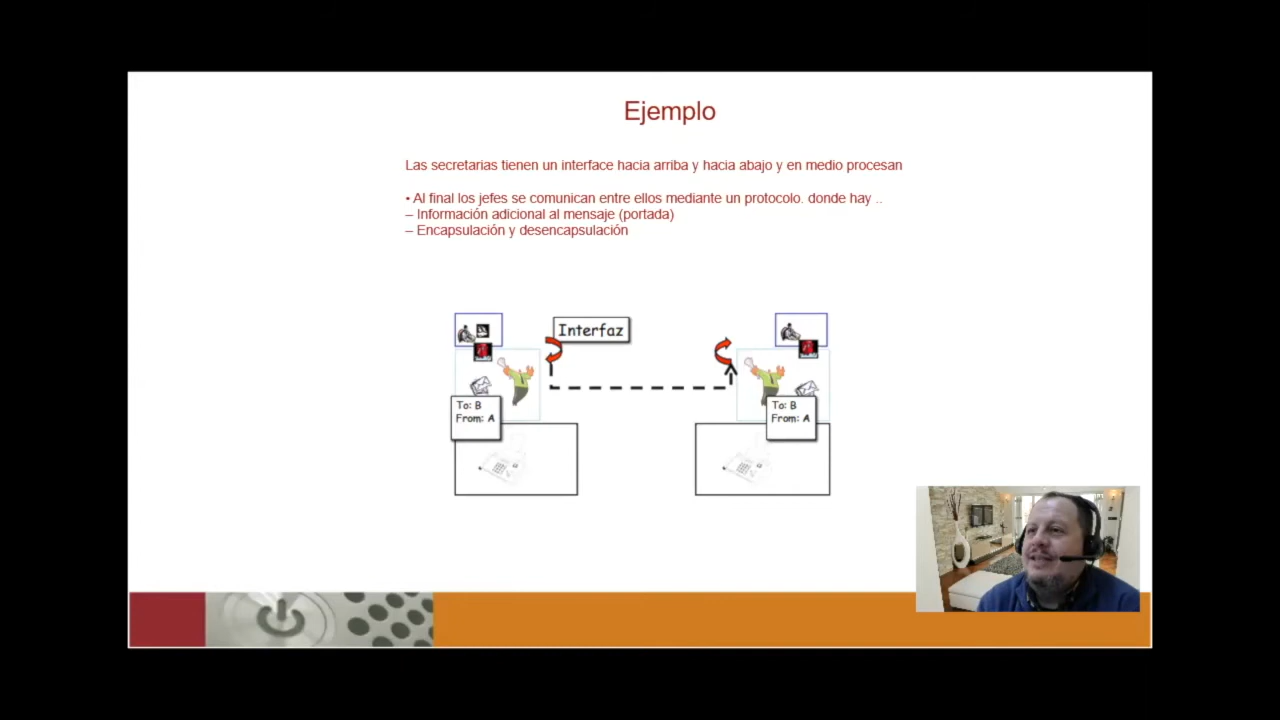 Ejemplo
Las secretarias tienen un interface hacia arriba y hacia abajo y en medio procesan
• Al final los jefes se comunican entre ellos mediante un protocolo. donde hay ..
– Información adicional al mensaje (portada)
– Encapsulación y desencapsulación
Interfaz
To: B
From: A
To: B
From: A